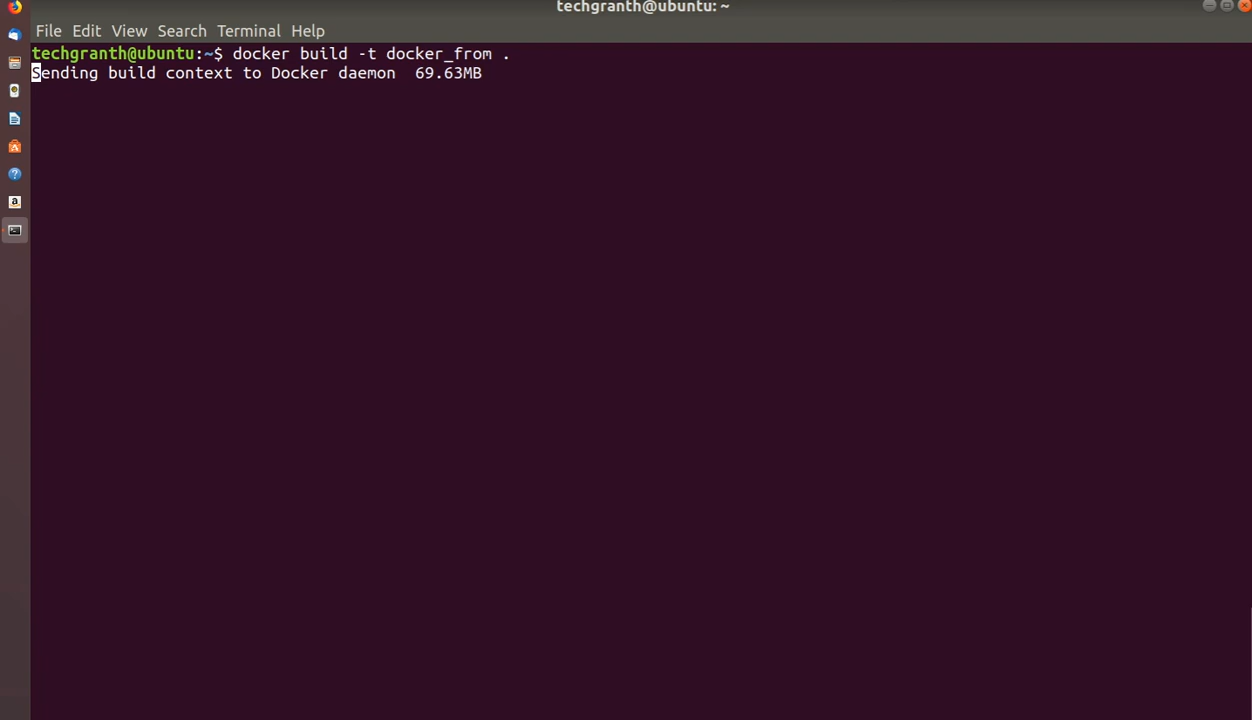 techgranth@ubuntu: ~
File Edit View Search Terminal Help
techgranth@ubuntu:~$ docker build -t docker_from .
Sending build context to Docker daemon  69.63MB